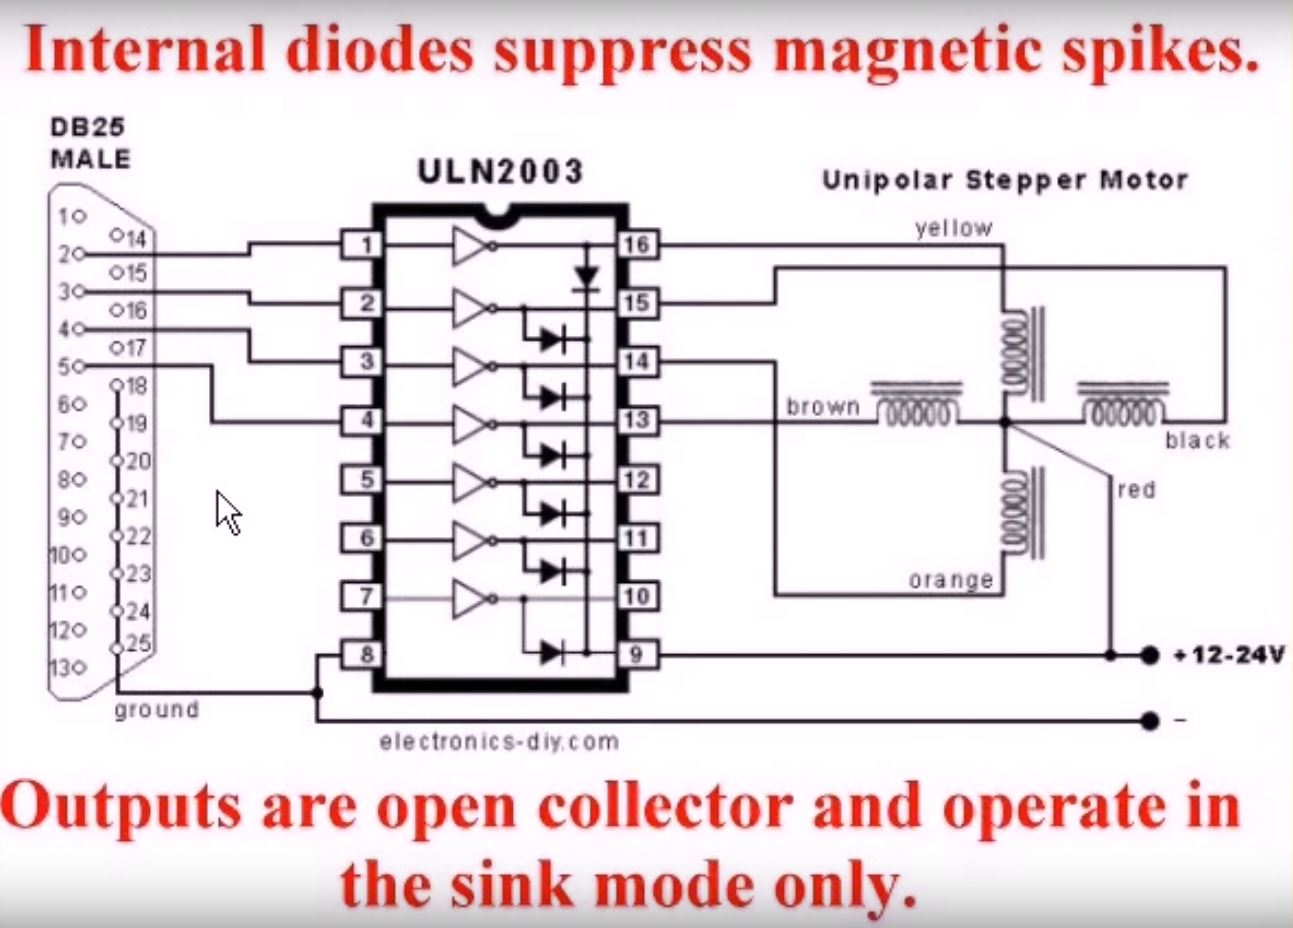 Internal diodes suppress magnetic spikes.
DB25
MALE
ULN2003
Unipolar Stepper Motor
yellow
1 14 1 16
2 15 2 15
3 16 3 14
4 17 4 13
5 18 5 12
6 19 6 11
7 20 7 10
8 21 8 9
9 22
10 23
11 24
12 25
13
brown
black
red
orange
+12-24V
ground
-
electronics-diy.com
Outputs are open collector and operate in
the sink mode only.